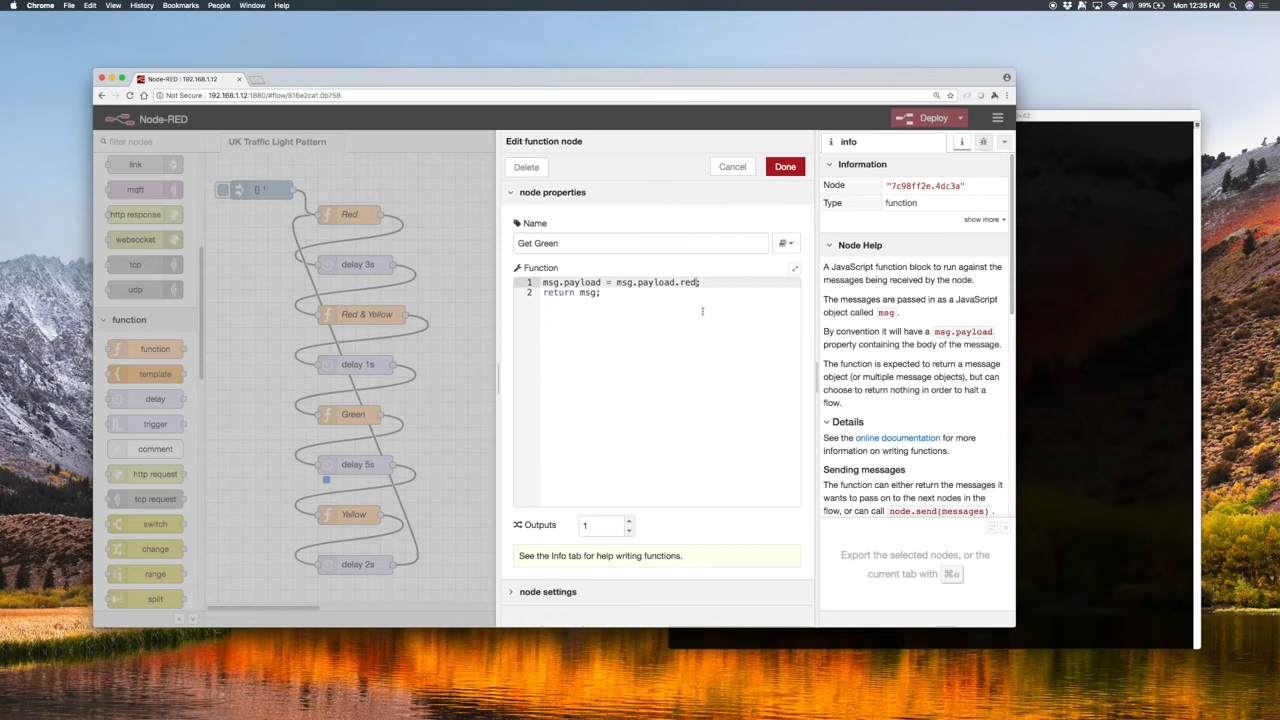 Chrome File Edit View History Bookmarks People Window Help
99% Mon 12:35 PM
Node-RED : 192.168.1.12
Not Secure 192.168.1.12:1880/#flow/816e2ca1.0b758
Node-RED
Deploy
filter nodes
UK Traffic Light Pattern
link
mqtt
http response
websocket
tcp
udp
function
function
template
delay
trigger
comment
http request
tcp request
switch
change
range
split
{} ¹
Red
delay 3s
Red & Yellow
delay 1s
Green
delay 5s
Yellow
delay 2s
Edit function node
Delete
Cancel
Done
node properties
Name
Get Green
Function
1 msg.payload = msg.payload.red;
2 return msg;
Outputs
1
See the Info tab for help writing functions.
node settings
i info
i
Information
Node "7c98ff2e.4dc3a"
Type function
show more
Node Help
A JavaScript function block to run against the
messages being received by the node.
The messages are passed in as a JavaScript
object called msg.
By convention it will have a msg.payload
property containing the body of the message.
The function is expected to return a message
object (or multiple message objects), but can
choose to return nothing in order to halt a
flow.
Details
See the online documentation for more
information on writing functions.
Sending messages
The function can either return the messages it
wants to pass on to the next nodes in the
flow, or can call node.send(messages).
Export the selected nodes, or the
current tab with ⌘e